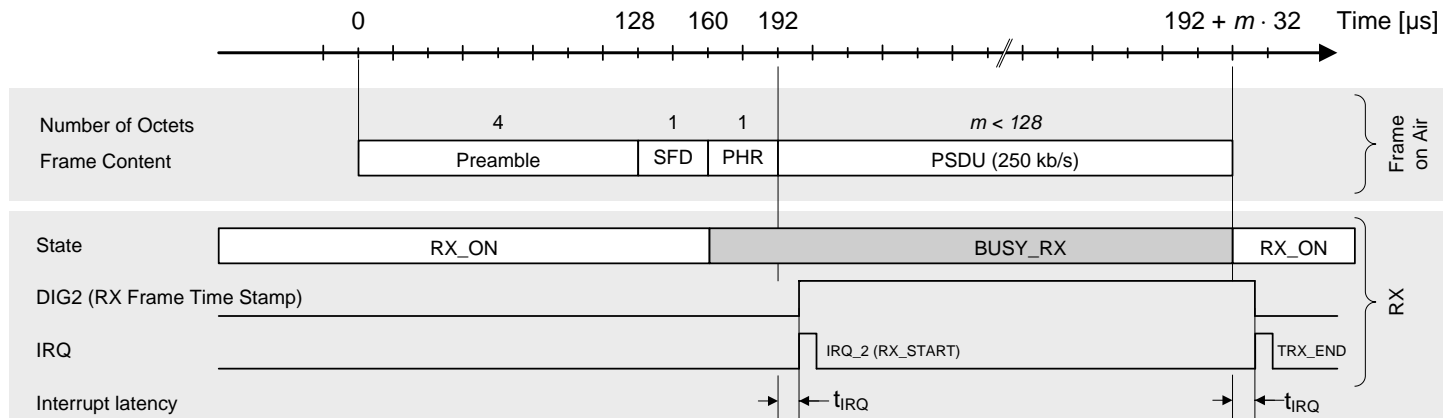 0 128 160 192 192 + m · 32 Time [µs]
Number of Octets 4 1 1 m < 128
Frame Content Preamble SFD PHR PSDU (250 kb/s)
Frame
on Air
State RX_ON BUSY_RX RX_ON
DIG2 (RX Frame Time Stamp)
RX
IRQ IRQ_2 (RX_START) TRX_END
Interrupt latency tIRQ tIRQ